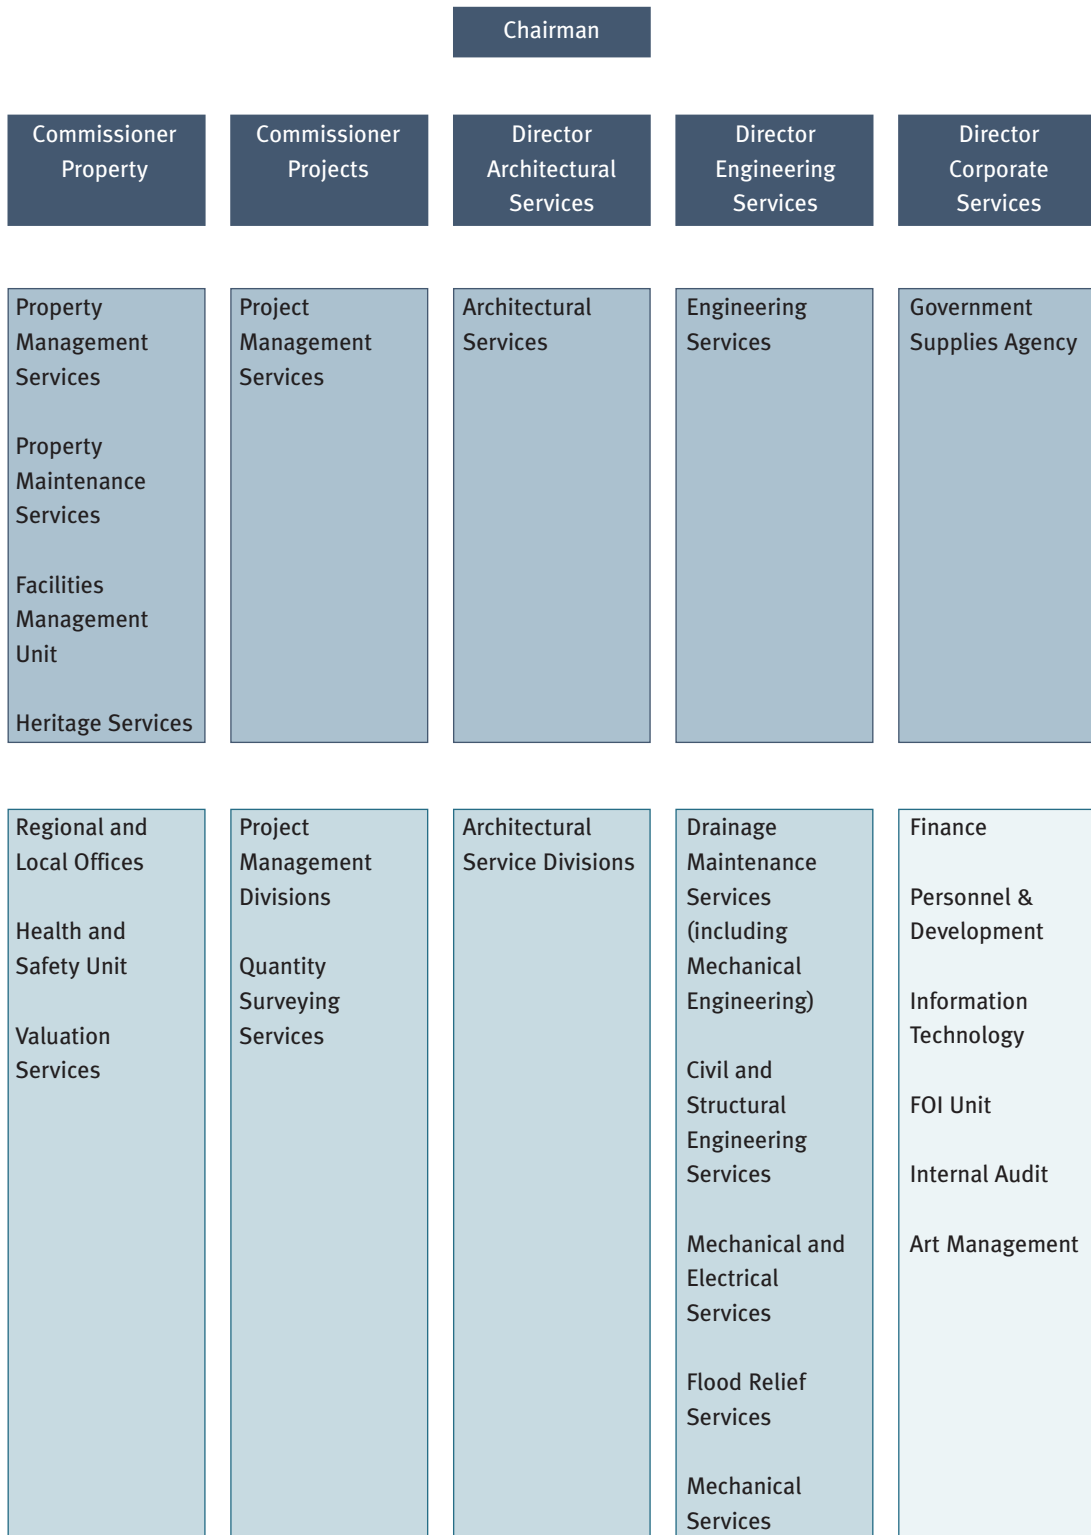 Chairman
Commissioner
Property
Commissioner
Projects
Director
Architectural
Services
Director
Engineering
Services
Director
Corporate
Services
Property
Management
Services
Property
Maintenance
Services
Facilities
Management
Unit
Heritage Services
Project
Management
Services
Architectural
Services
Engineering
Services
Government
Supplies Agency
Regional and
Local Offices
Health and
Safety Unit
Valuation
Services
Project
Management
Divisions
Quantity
Surveying
Services
Architectural
Service Divisions
Drainage
Maintenance
Services
(including
Mechanical
Engineering)
Civil and
Structural
Engineering
Services
Mechanical and
Electrical
Services
Flood Relief
Services
Mechanical
Services
Finance
Personnel &
Development
Information
Technology
FOI Unit
Internal Audit
Art Management